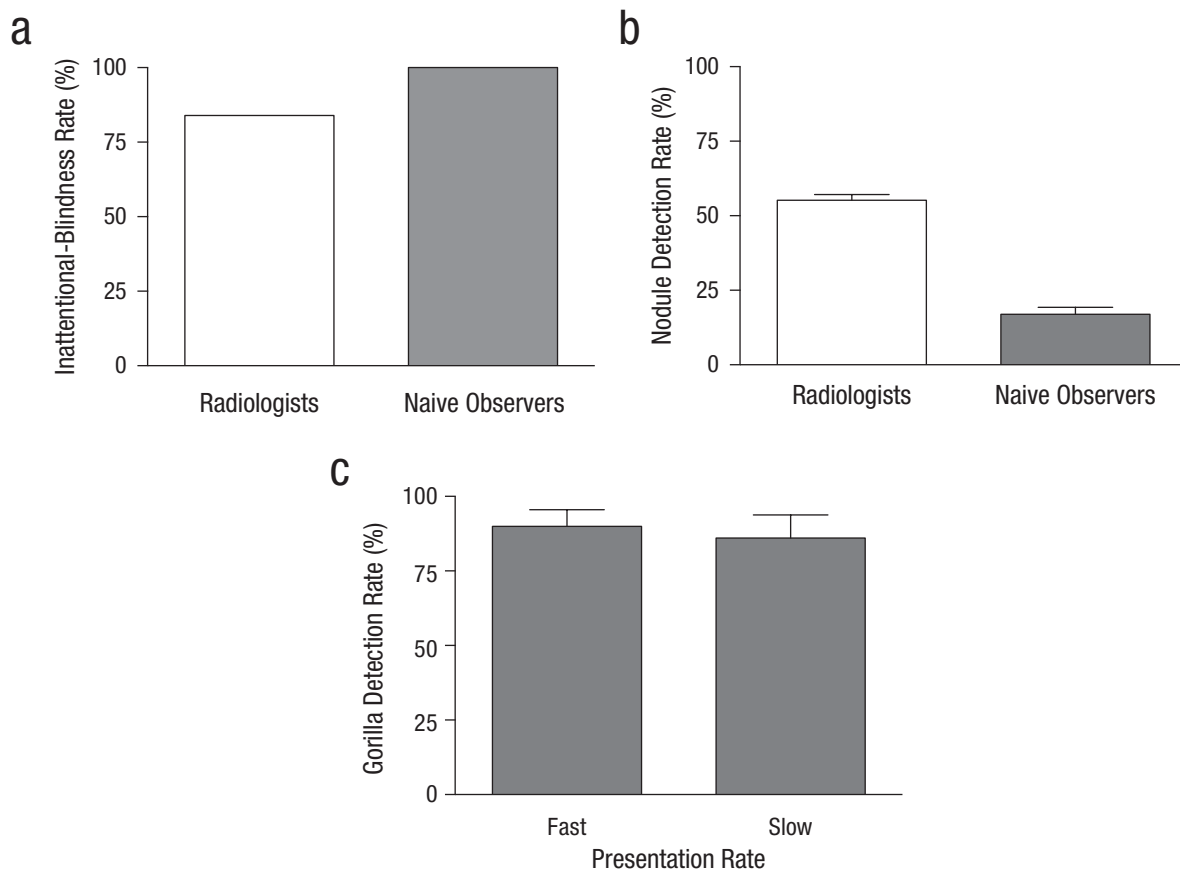 a
Inattentional-Blindness Rate (%)
100
75
50
25
0
Radiologists
Naive Observers
b
Nodule Detection Rate (%)
100
75
50
25
0
Radiologists
Naive Observers
c
Gorilla Detection Rate (%)
100
75
50
25
0
Fast
Slow
Presentation Rate